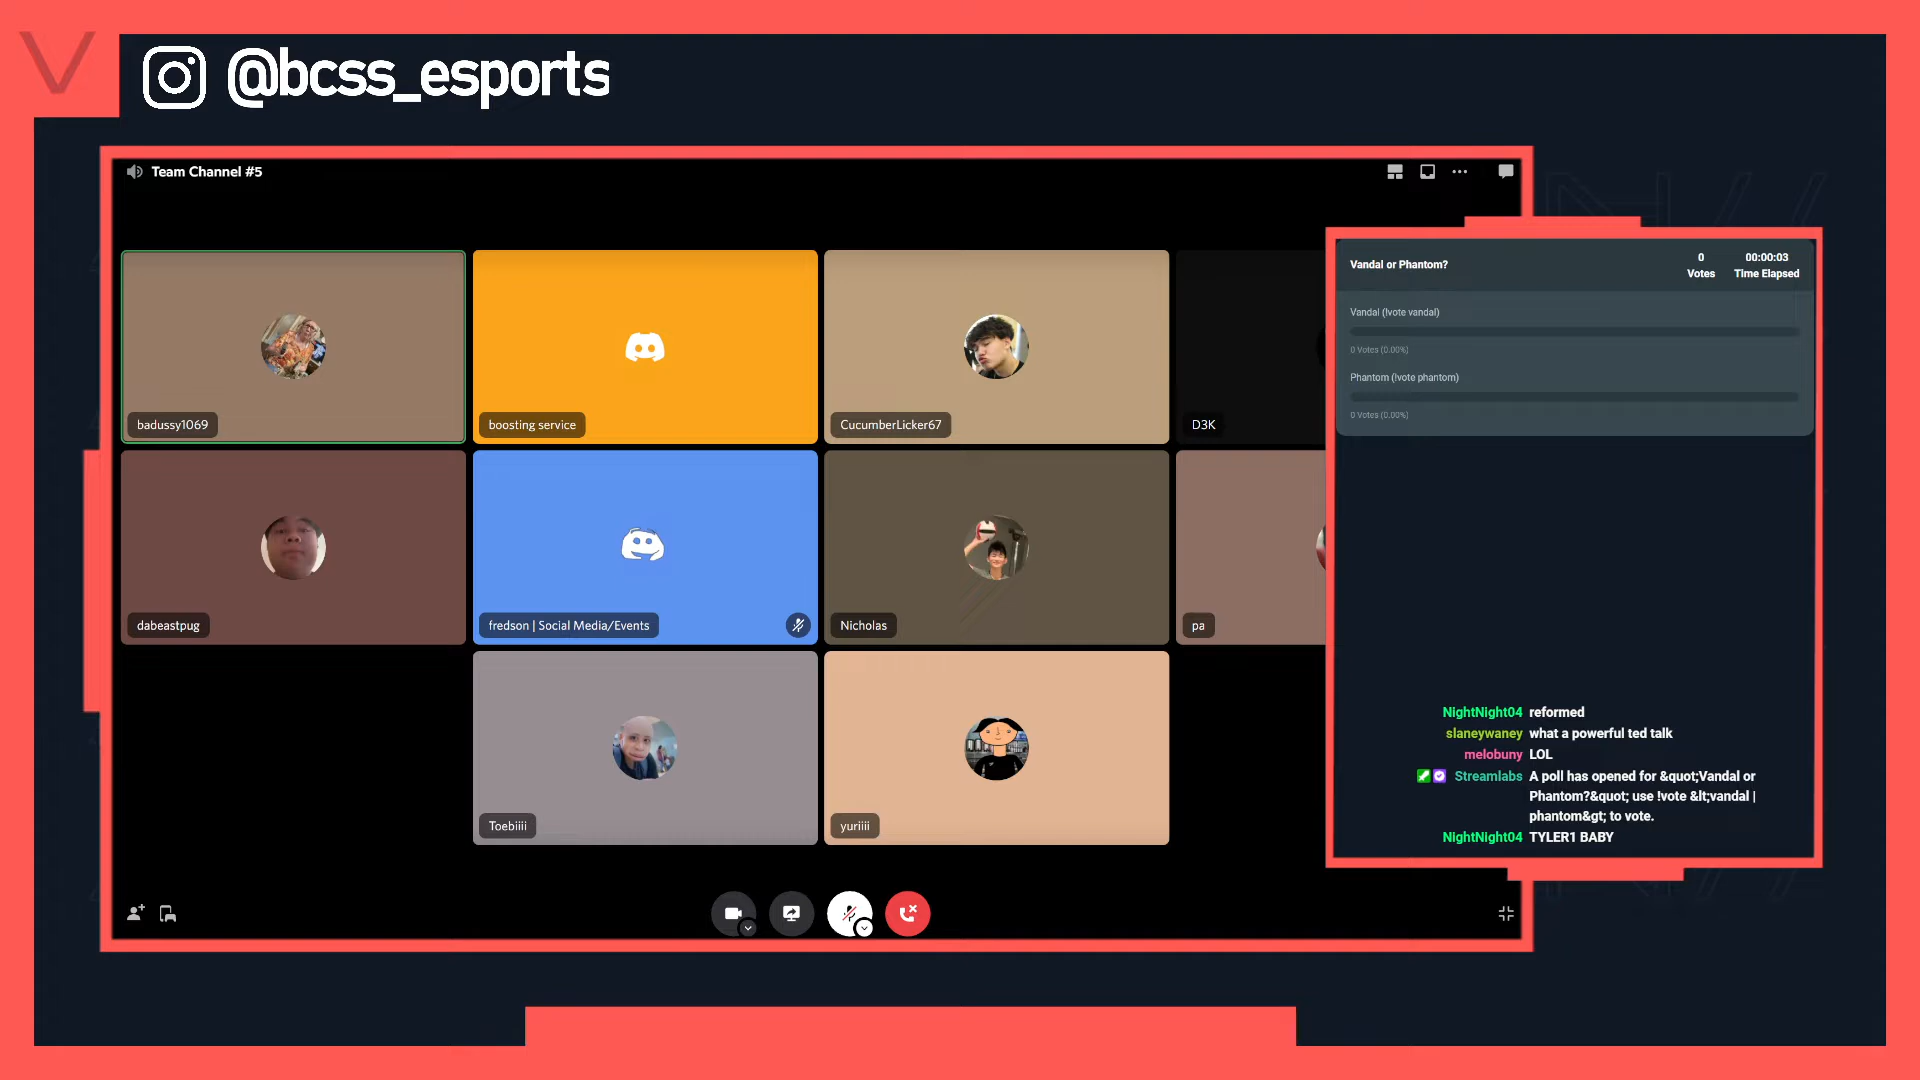 @bcss_esports
Team Channel #5
badussy1069
boosting service
CucumberLicker67
D3K
dabeastpug
fredson | Social Media/Events
Nicholas
pa
Toebiiii
yuriiii
Vandal or Phantom?
0
Votes
00:00:03
Time Elapsed
Vandal (!vote vandal)
0 Votes (0.00%)
Phantom (!vote phantom)
0 Votes (0.00%)
NightNight04 reformed
slaneywaney what a powerful ted talk
melobuny LOL
Streamlabs A poll has opened for &quot;Vandal or
Phantom?&quot; use !vote &lt;vandal |
phantom&gt; to vote.
NightNight04 TYLER1 BABY